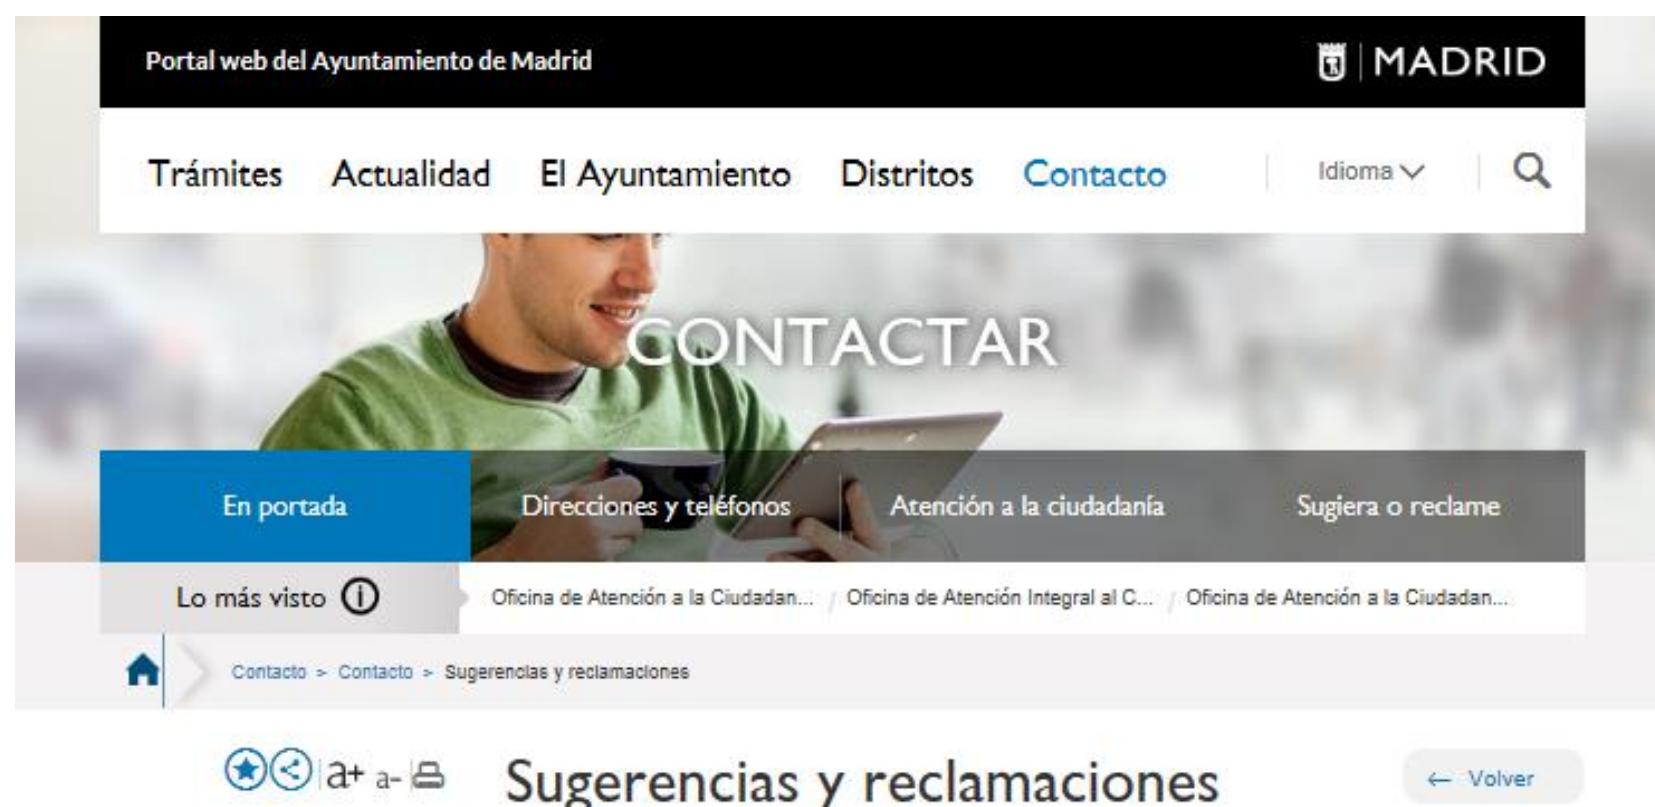 Portal web del Ayuntamiento de Madrid
MADRID
Trámites Actualidad El Ayuntamiento Distritos Contacto Idioma
CONTACTAR
En portada Direcciones y teléfonos Atención a la ciudadanía Sugiera o reclame
Lo más visto Oficina de Atención a la Ciudadan... / Oficina de Atención Integral al C... / Oficina de Atención a la Ciudadan...
Contacto > Contacto > Sugerencias y reclamaciones
a+ a- Sugerencias y reclamaciones ← Volver